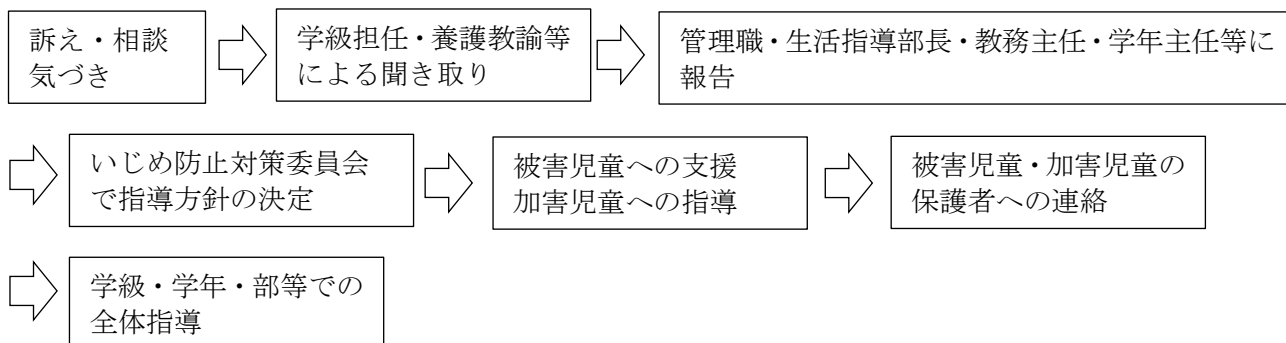 訴え・相談
気づき
学級担任・養護教諭等
による聞き取り
管理職・生活指導部長・教務主任・学年主任等に
報告
いじめ防止対策委員会
で指導方針の決定
被害児童への支援
加害児童への指導
被害児童・加害児童の
保護者への連絡
学級・学年・部等での
全体指導